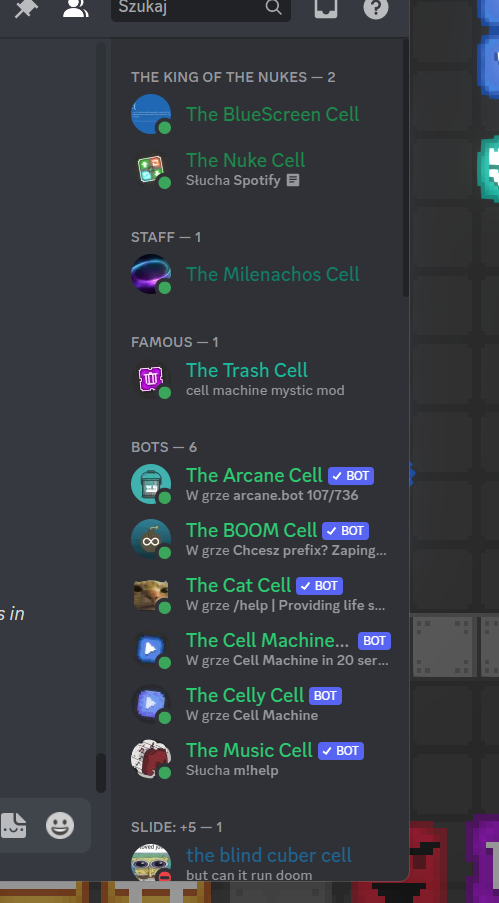 Szukaj
THE KING OF THE NUKES — 2
The BlueScreen Cell
The Nuke Cell
Słucha Spotify
STAFF — 1
The Milenachos Cell
FAMOUS — 1
The Trash Cell
cell machine mystic mod
BOTS — 6
The Arcane Cell ✓ BOT
W grze arcane.bot 107/736
The BOOM Cell ✓ BOT
W grze Chcesz prefix? Zaping...
The Cat Cell ✓ BOT
W grze /help | Providing life s...
s in
The Cell Machine... BOT
W grze Cell Machine in 20 ser...
The Celly Cell BOT
W grze Cell Machine
The Music Cell ✓ BOT
Słucha m!help
SLIDE: +5 — 1
the blind cuber cell
but can it run doom